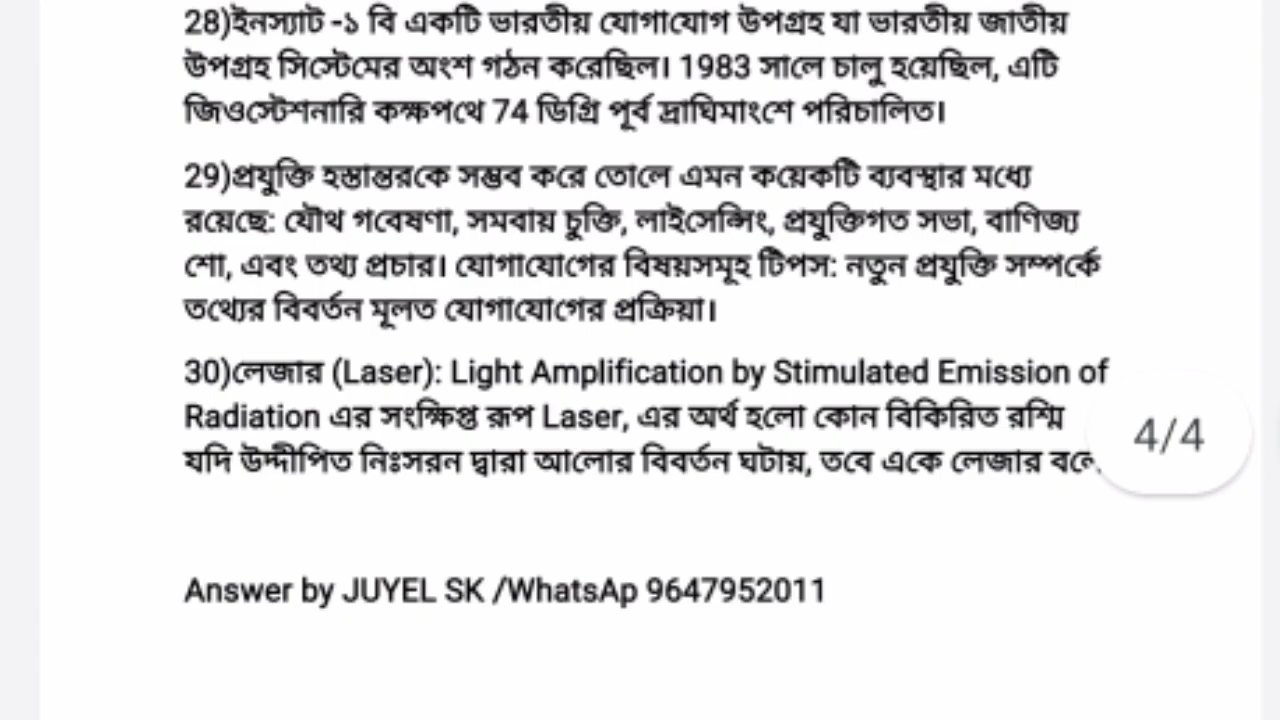 28)ইনস্যাট -১ বি একটি ভারতীয় যোগাযোগ উপগ্রহ যা ভারতীয় জাতীয়
উপগ্রহ সিস্টেমের অংশ গঠন করেছিল। 1983 সালে চালু হয়েছিল, এটি
জিওস্টেশনারি কক্ষপথে 74 ডিগ্রি পূর্ব দ্রাঘিমাংশে পরিচালিত।
29)প্রযুক্তি হস্তান্তরকে সম্ভব করে তোলে এমন কয়েকটি ব্যবস্থার মধ্যে
রয়েছে: যৌথ গবেষণা, সমবায় চুক্তি, লাইসেন্সিং, প্রযুক্তিগত সভা, বাণিজ্য
শো, এবং তথ্য প্রচার। যোগাযোগের বিষয়সমূহ টিপস: নতুন প্রযুক্তি সম্পর্কে
তথ্যের বিবর্তন মূলত যোগাযোগের প্রক্রিয়া।
30)লেজার (Laser): Light Amplification by Stimulated Emission of
Radiation এর সংক্ষিপ্ত রূপ Laser, এর অর্থ হলো কোন বিকিরিত রশ্মি
যদি উদ্দীপিত নিঃসরন দ্বারা আলোর বিবর্তন ঘটায়, তবে একে লেজার বলে
4/4
Answer by JUYEL SK /WhatsAp 9647952011